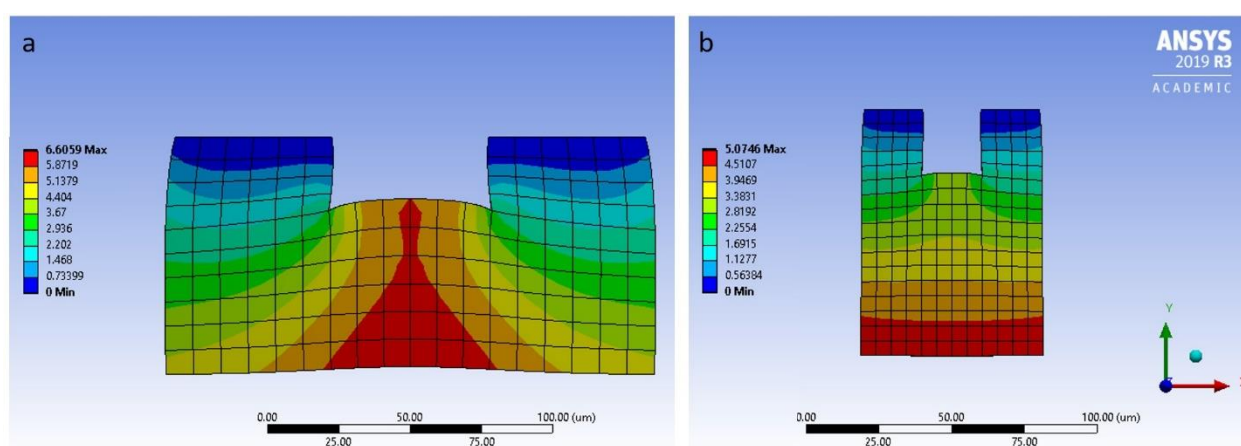 a
6.6059 Max
5.8719
5.1379
4.404
3.67
2.936
2.202
1.468
0.73399
0 Min
0.00
50.00
100.00 (um)
25.00
75.00
b
ANSYS
2019 R3
ACADEMIC
5.0746 Max
4.5107
3.9469
3.3831
2.8192
2.2554
1.6915
1.1277
0.56384
0 Min
Y
0.00
50.00
100.00 (um)
25.00
75.00